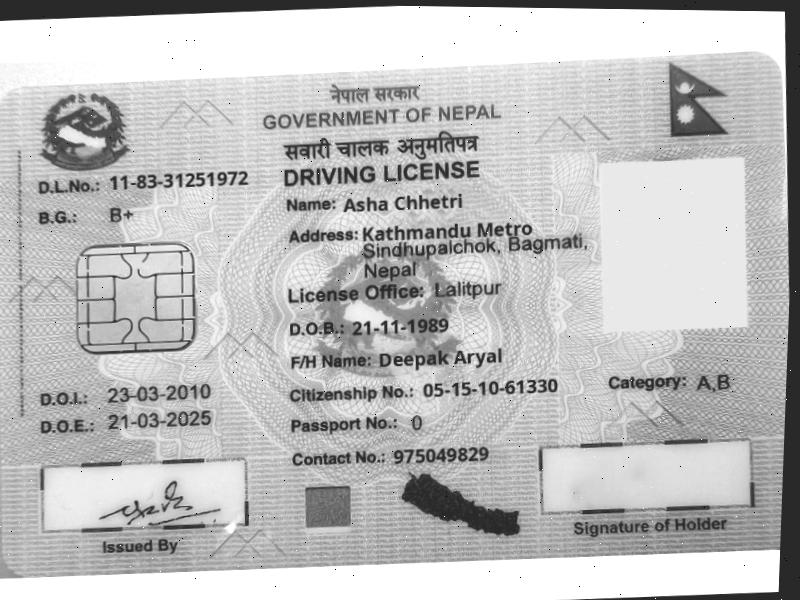 नेपाल सरकार
GOVERNMENT OF NEPAL
सवारी चालक अनुमतिपत्र
DRIVING LICENSE
D.L.No.: 11-83-31251972
B.G.: B+
Name: Asha Chhetri
Address: Kathmandu Metro
Sindhupalchok, Bagmati,
Nepal
License Office: Lalitpur
D.O.B.: 21-11-1989
F/H Name: Deepak Aryal
D.O.I.: 23-03-2010
Citizenship No.: 05-15-10-61330
Category: A,B
D.O.E.: 21-03-2025
Passport No.: 0
Contact No.: 975049829
Issued By
Signature of Holder